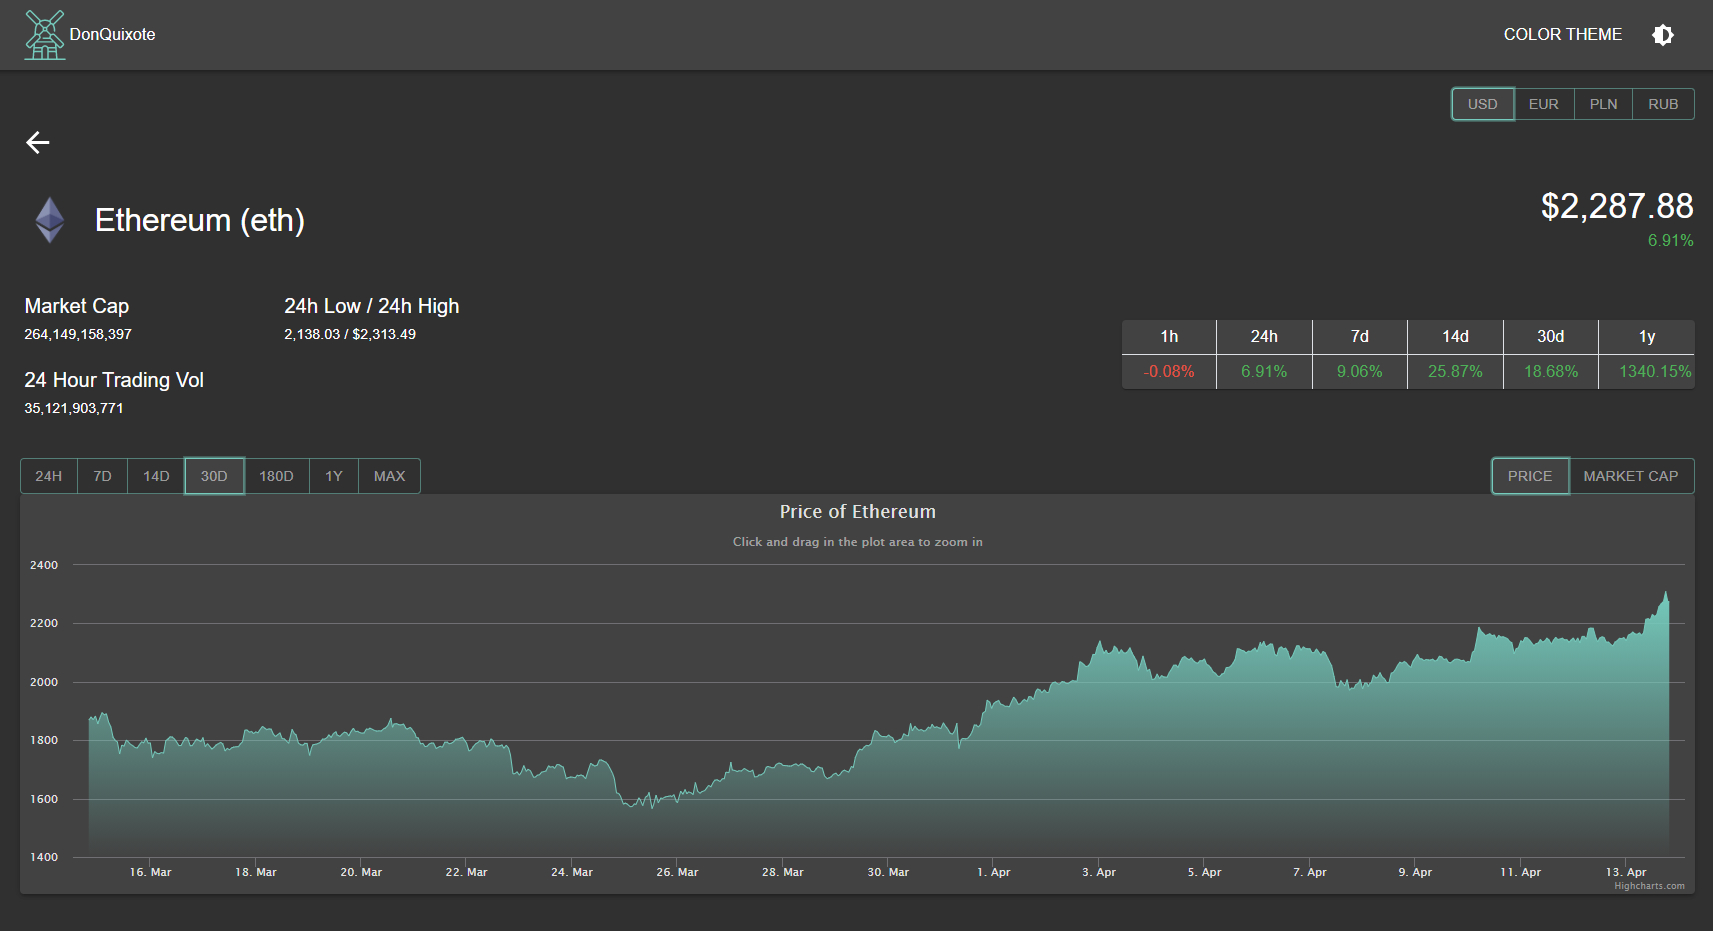 DonQuixote
COLOR THEME
USD EUR PLN RUB
Ethereum (eth)
$2,287.88
6.91%
Market Cap
264,149,158,397
24h Low / 24h High
2,138.03 / $2,313.49
24 Hour Trading Vol
35,121,903,771
1h 24h 7d 14d 30d 1y
-0.08% 6.91% 9.06% 25.87% 18.68% 1340.15%
24H 7D 14D 30D 180D 1Y MAX
PRICE MARKET CAP
Price of Ethereum
Click and drag in the plot area to zoom in
2400
2200
2000
1800
1600
1400
16. Mar 18. Mar 20. Mar 22. Mar 24. Mar 26. Mar 28. Mar 30. Mar 1. Apr 3. Apr 5. Apr 7. Apr 9. Apr 11. Apr 13. Apr
Highcharts.com